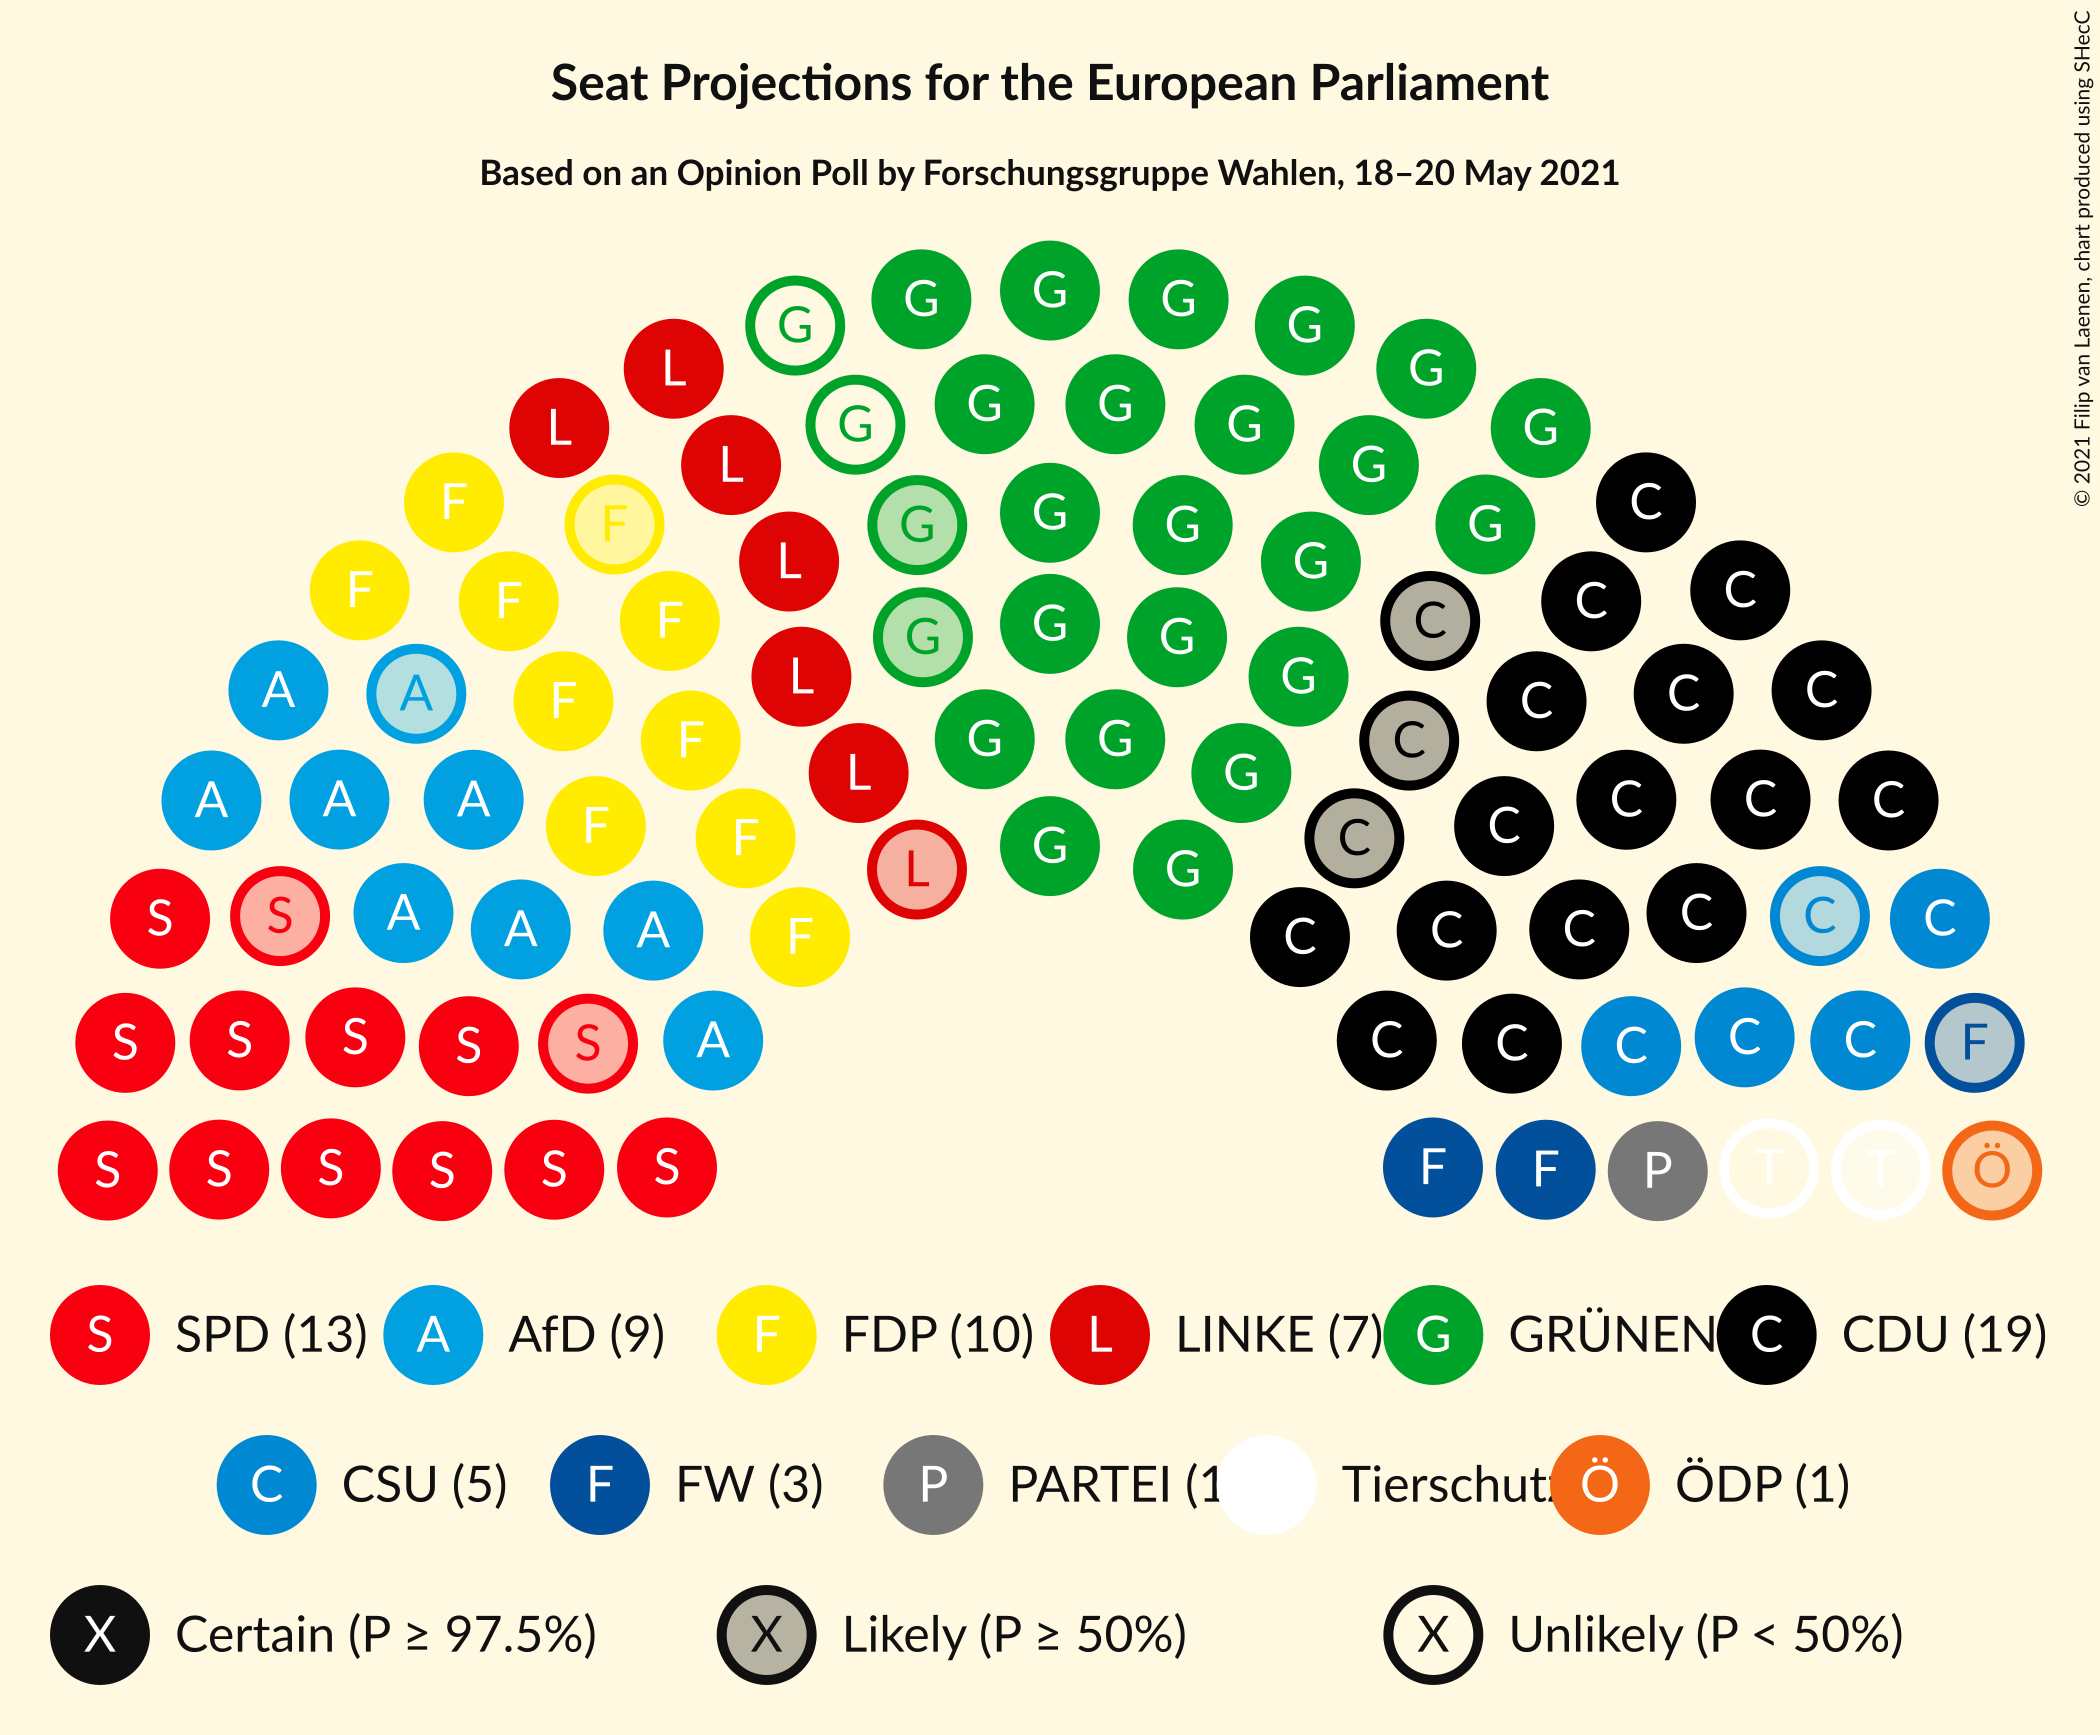 Seat Projections for the European Parliament
Based on an Opinion Poll by Forschungsgruppe Wahlen, 18–20 May 2021
© 2021 Filip van Laenen, chart produced using SHecC
G G G G G
L G
L G G G G G G
F F L G G G G C
F F F L G G G C C C
A A F F L G G G C C C C
A A A F F L G G G C C C C C
S S A A A F L G G C C C C C C
S S S S S A C C C C C F
S S S S S S F F P T T Ö
S SPD (13) A AfD (9) F FDP (10) L LINKE (7) G GRÜNEN C CDU (19)
C CSU (5) F FW (3) P PARTEI (1 Tierschutz Ö ÖDP (1)
X Certain (P ≥ 97.5%) X Likely (P ≥ 50%) X Unlikely (P < 50%)